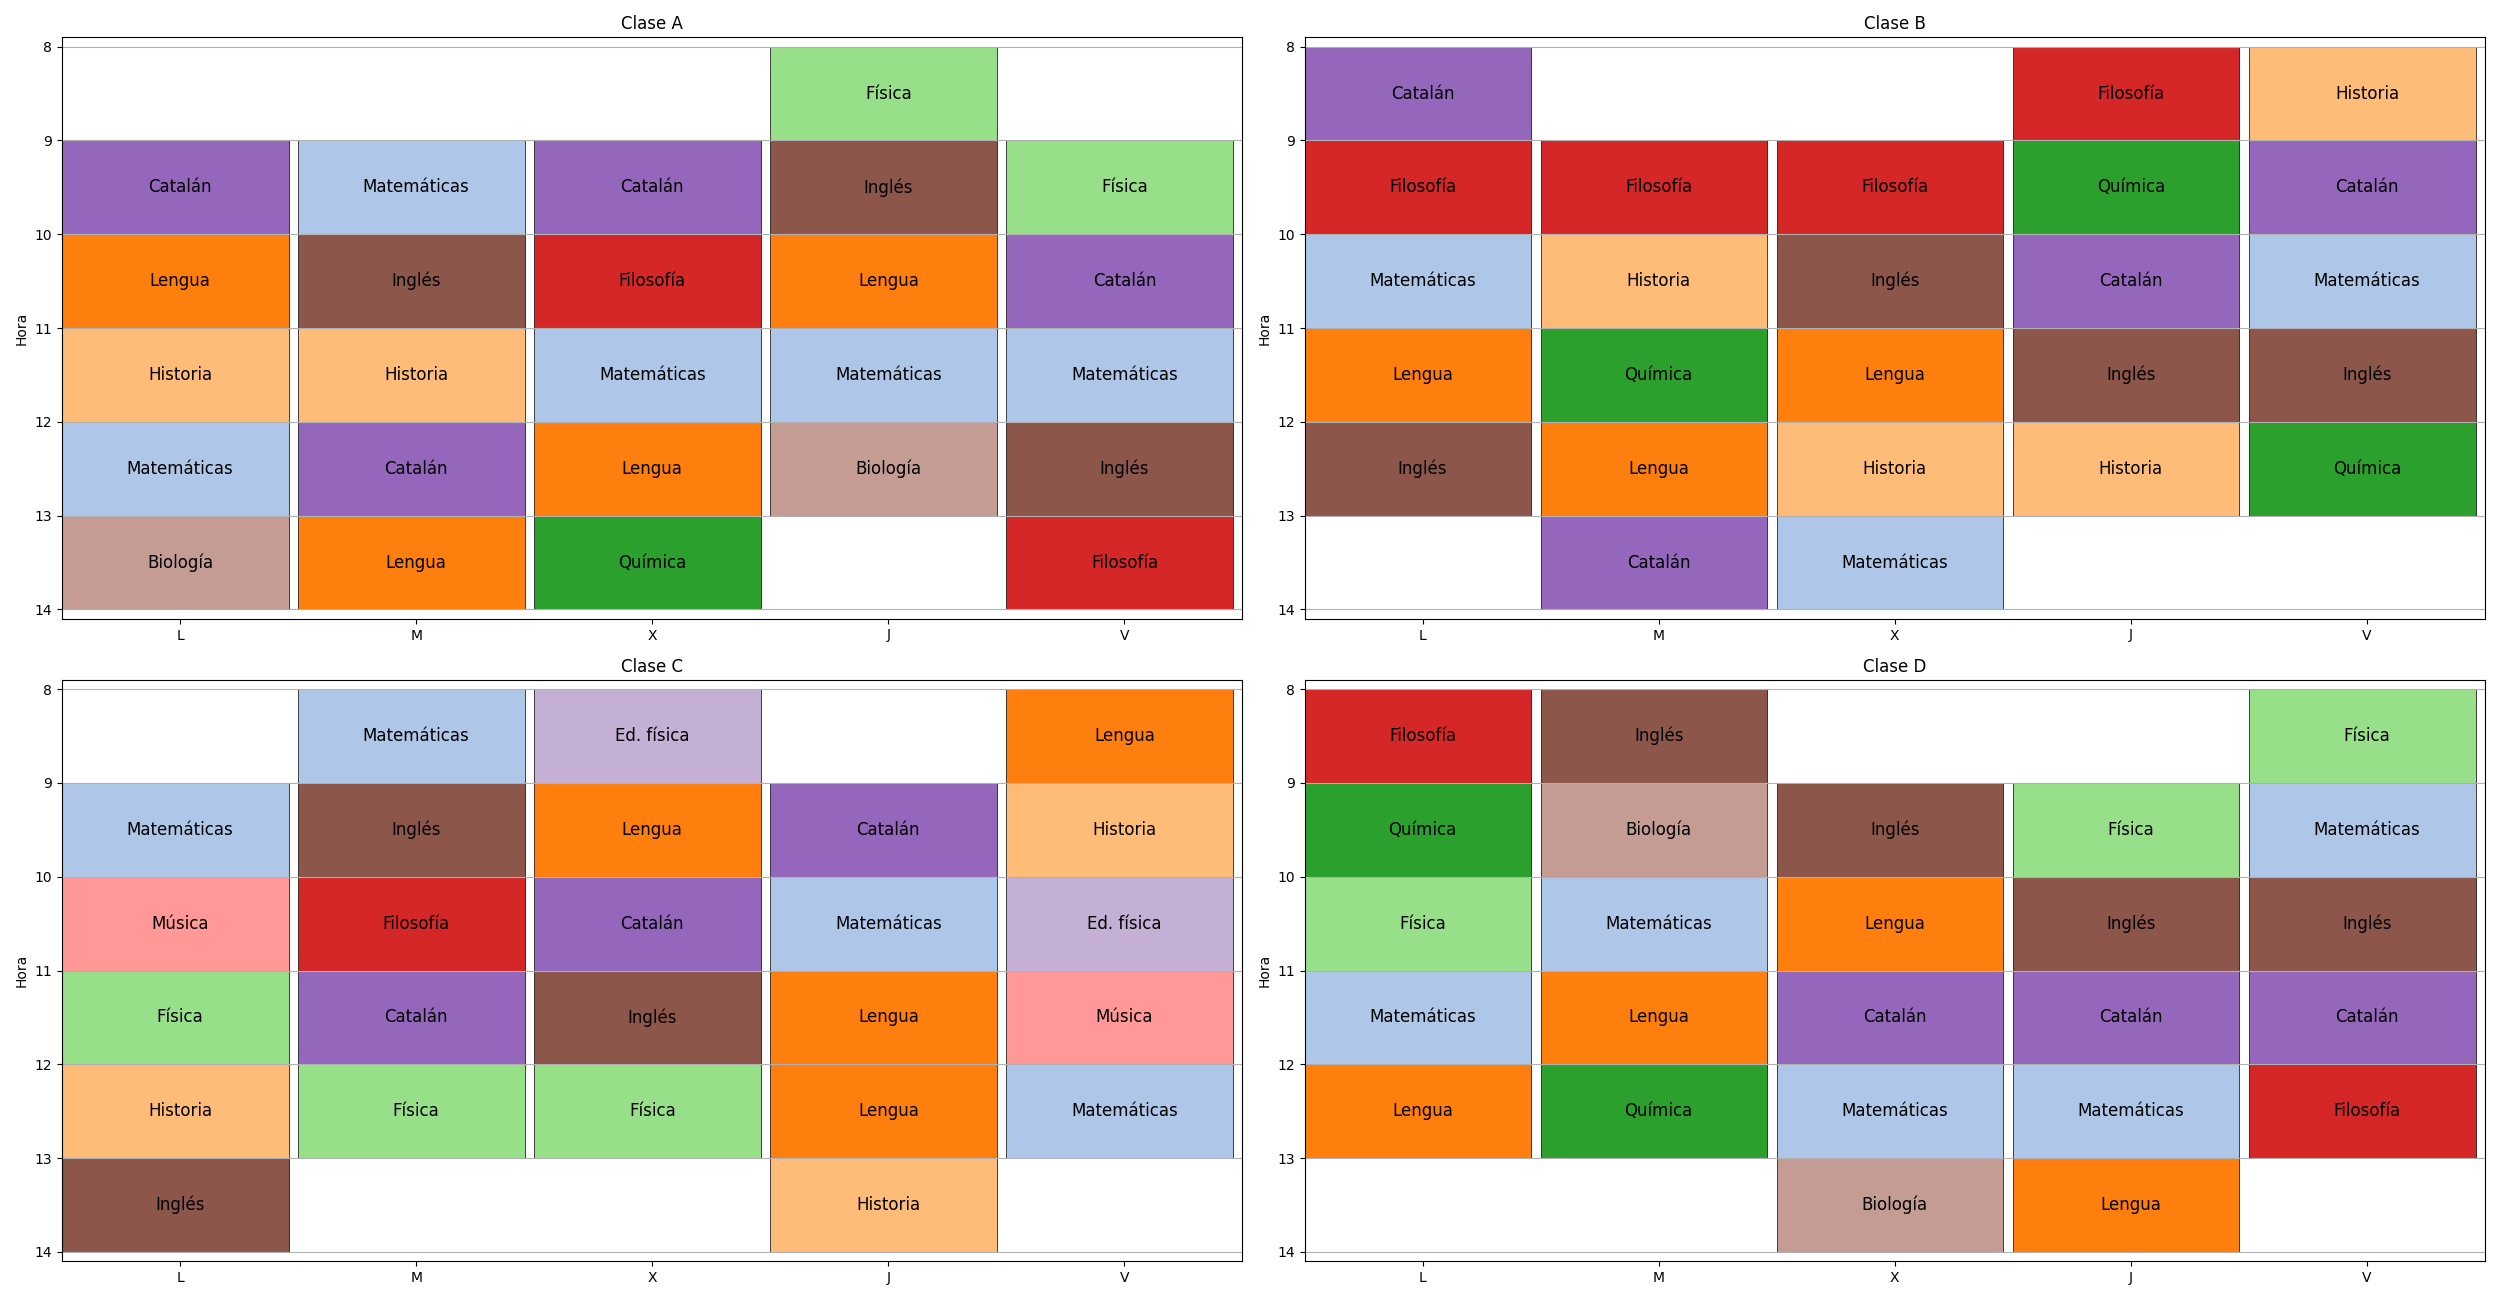 Clase A
Hora
8
Física
9
Catalán Matemáticas Catalán Inglés Física
10
Lengua Inglés Filosofía Lengua Catalán
11
Historia Historia Matemáticas Matemáticas Matemáticas
12
Matemáticas Catalán Lengua Biología Inglés
13
Biología Lengua Química Filosofía
14
L M X J V
Clase B
Hora
8
Catalán Filosofía Historia
9
Filosofía Filosofía Filosofía Química Catalán
10
Matemáticas Historia Inglés Catalán Matemáticas
11
Lengua Química Lengua Inglés Inglés
12
Inglés Lengua Historia Historia Química
13
Catalán Matemáticas
14
L M X J V
Clase C
Hora
8
Matemáticas Ed. física Lengua
9
Matemáticas Inglés Lengua Catalán Historia
10
Música Filosofía Catalán Matemáticas Ed. física
11
Física Catalán Inglés Lengua Música
12
Historia Física Física Lengua Matemáticas
13
Inglés Historia
14
L M X J V
Clase D
Hora
8
Filosofía Inglés Física
9
Química Biología Inglés Física Matemáticas
10
Física Matemáticas Lengua Inglés Inglés
11
Matemáticas Lengua Catalán Catalán Catalán
12
Lengua Química Matemáticas Matemáticas Filosofía
13
Biología Lengua
14
L M X J V